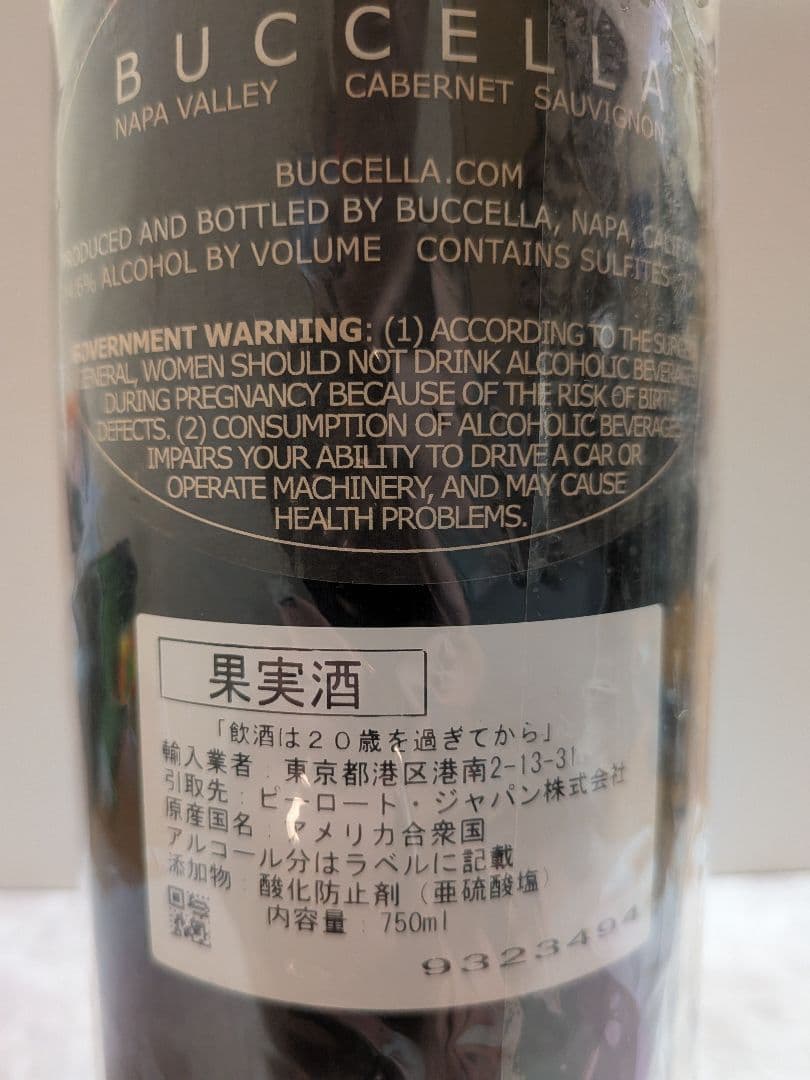 BUCCELLA
NAPA VALLEY CABERNET SAUVIGNON
BUCCELLA.COM
PRODUCED AND BOTTLED BY BUCCELLA, NAPA,
ALCOHOL BY VOLUME CONTAINS SULFITES
GOVERNMENT WARNING: (1) ACCORDING TO THE SURGEON
GENERAL, WOMEN SHOULD NOT DRINK ALCOHOLIC BEVERAGES
DURING PREGNANCY BECAUSE OF THE RISK OF BIRTH
DEFECTS. (2) CONSUMPTION OF ALCOHOLIC BEVERAGES
IMPAIRS YOUR ABILITY TO DRIVE A CAR OR
OPERATE MACHINERY, AND MAY CAUSE
HEALTH PROBLEMS.
果実酒
「飲酒は20歳を過ぎてから」
輸入業者:東京都港区港南2-13-31
引取先:ピーロート・ジャパン株式会社
原産国名:アメリカ合衆国
アルコール分はラベルに記載
添加物:酸化防止剤(亜硫酸塩)
内容量:750ml
9323494